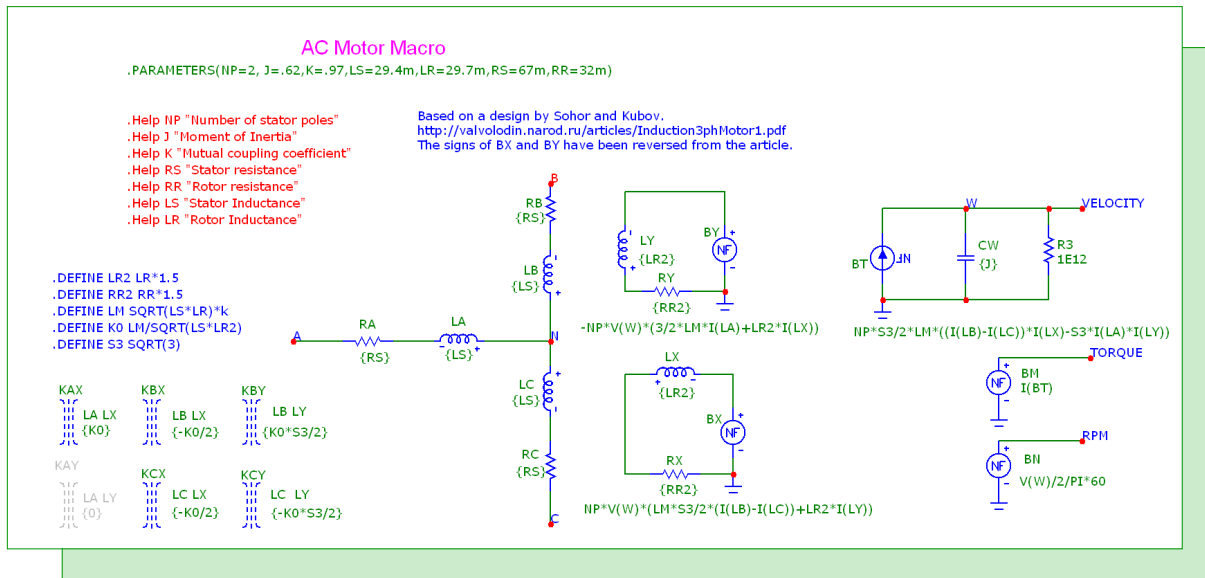 AC Motor Macro
.PARAMETERS(NP=2, J=.62,K=.97,LS=29.4m,LR=29.7m,RS=67m,RR=32m)
.Help NP "Number of stator poles"
.Help J "Moment of Inertia"
.Help K "Mutual coupling coefficient"
.Help RS "Stator resistance"
.Help RR "Rotor resistance"
.Help LS "Stator Inductance"
.Help LR "Rotor Inductance"
Based on a design by Sohor and Kubov.
http://valvolodin.narod.ru/articles/Induction3phMotor1.pdf
The signs of BX and BY have been reversed from the article.
.DEFINE LR2 LR*1.5
.DEFINE RR2 RR*1.5
.DEFINE LM SQRT(LS*LR)*k
.DEFINE K0 LM/SQRT(LS*LR2)
.DEFINE S3 SQRT(3)
B
RB
{RS}
LB
{LS}
+
-
A
RA
{RS}
LA
{LS}
-
+
N
LC
{LS}
+
-
RC
{RS}
C
LY
{LR2}
-
+
BY
NF
+
-
RY
{RR2}
-NP*V(W)*(3/2*LM*I(LA)+LR2*I(LX))
LX
{LR2}
+
-
BX
NF
+
-
RX
{RR2}
NP*V(W)*(LM*S3/2*(I(LB)-I(LC))+LR2*I(LY))
W
VELOCITY
BT
NF
CW
{J}
R3
1E12
NP*S3/2*LM*((I(LB)-I(LC))*I(LX)-S3*I(LA)*I(LY))
TORQUE
BM
I(BT)
NF
+
-
RPM
BN
V(W)/2/PI*60
NF
+
-
KAX
LA LX
{K0}
KBX
LB LX
{-K0/2}
KBY
LB LY
{K0*S3/2}
KAY
LA LY
{0}
KCX
LC LX
{-K0/2}
KCY
LC LY
{-K0*S3/2}